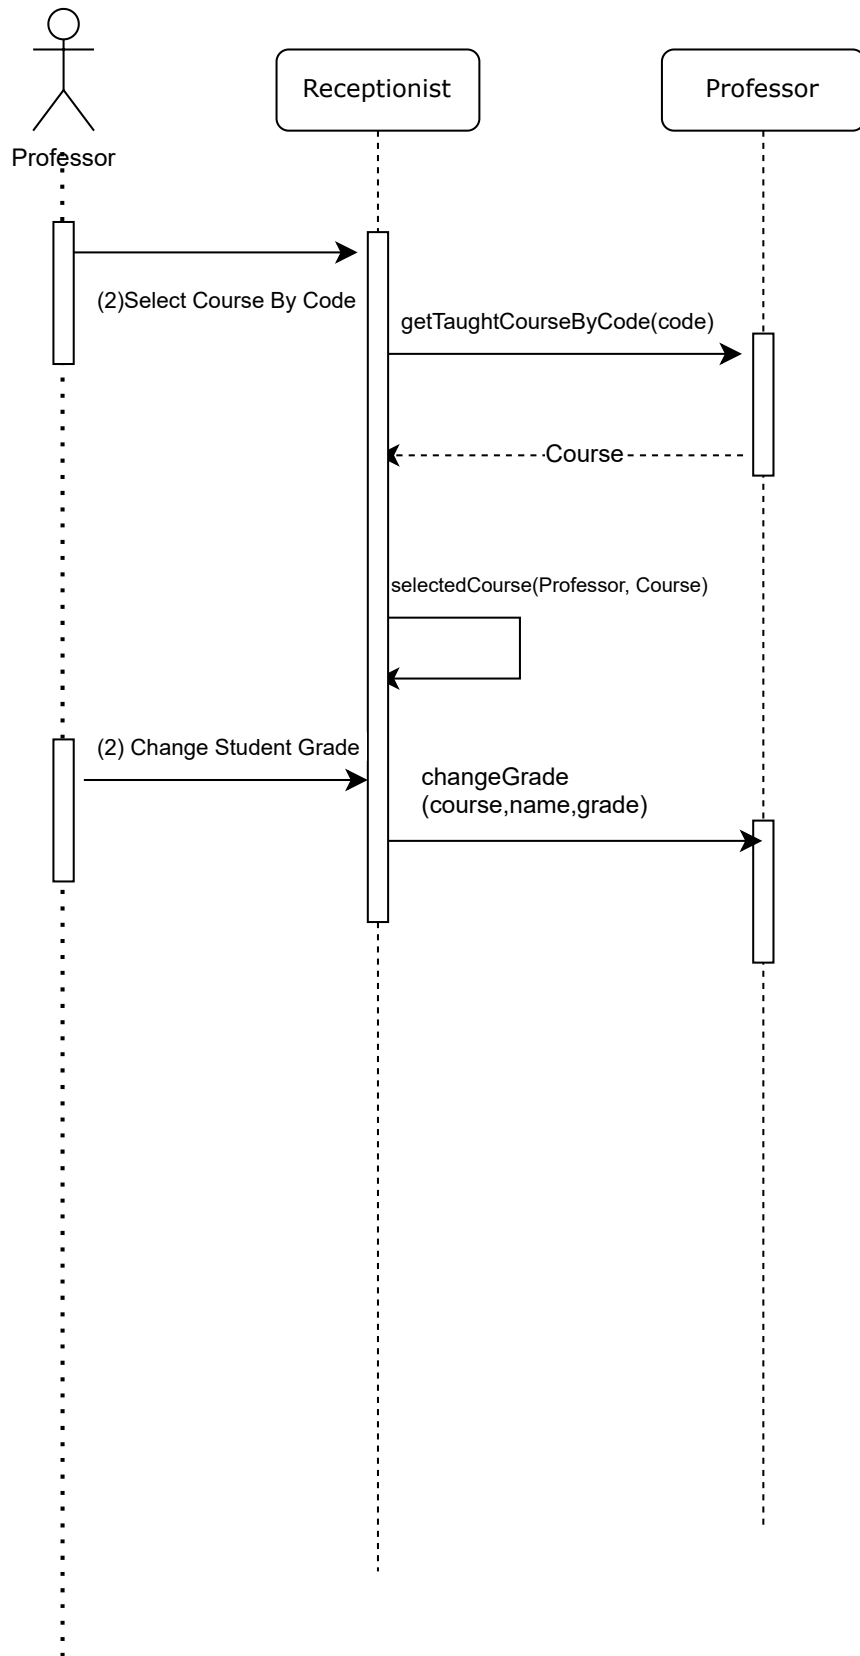 Professor
Receptionist
Professor
(2)Select Course By Code
getTaughtCourseByCode(code)
Course
selectedCourse(Professor, Course)
(2) Change Student Grade
changeGrade
(course,name,grade)